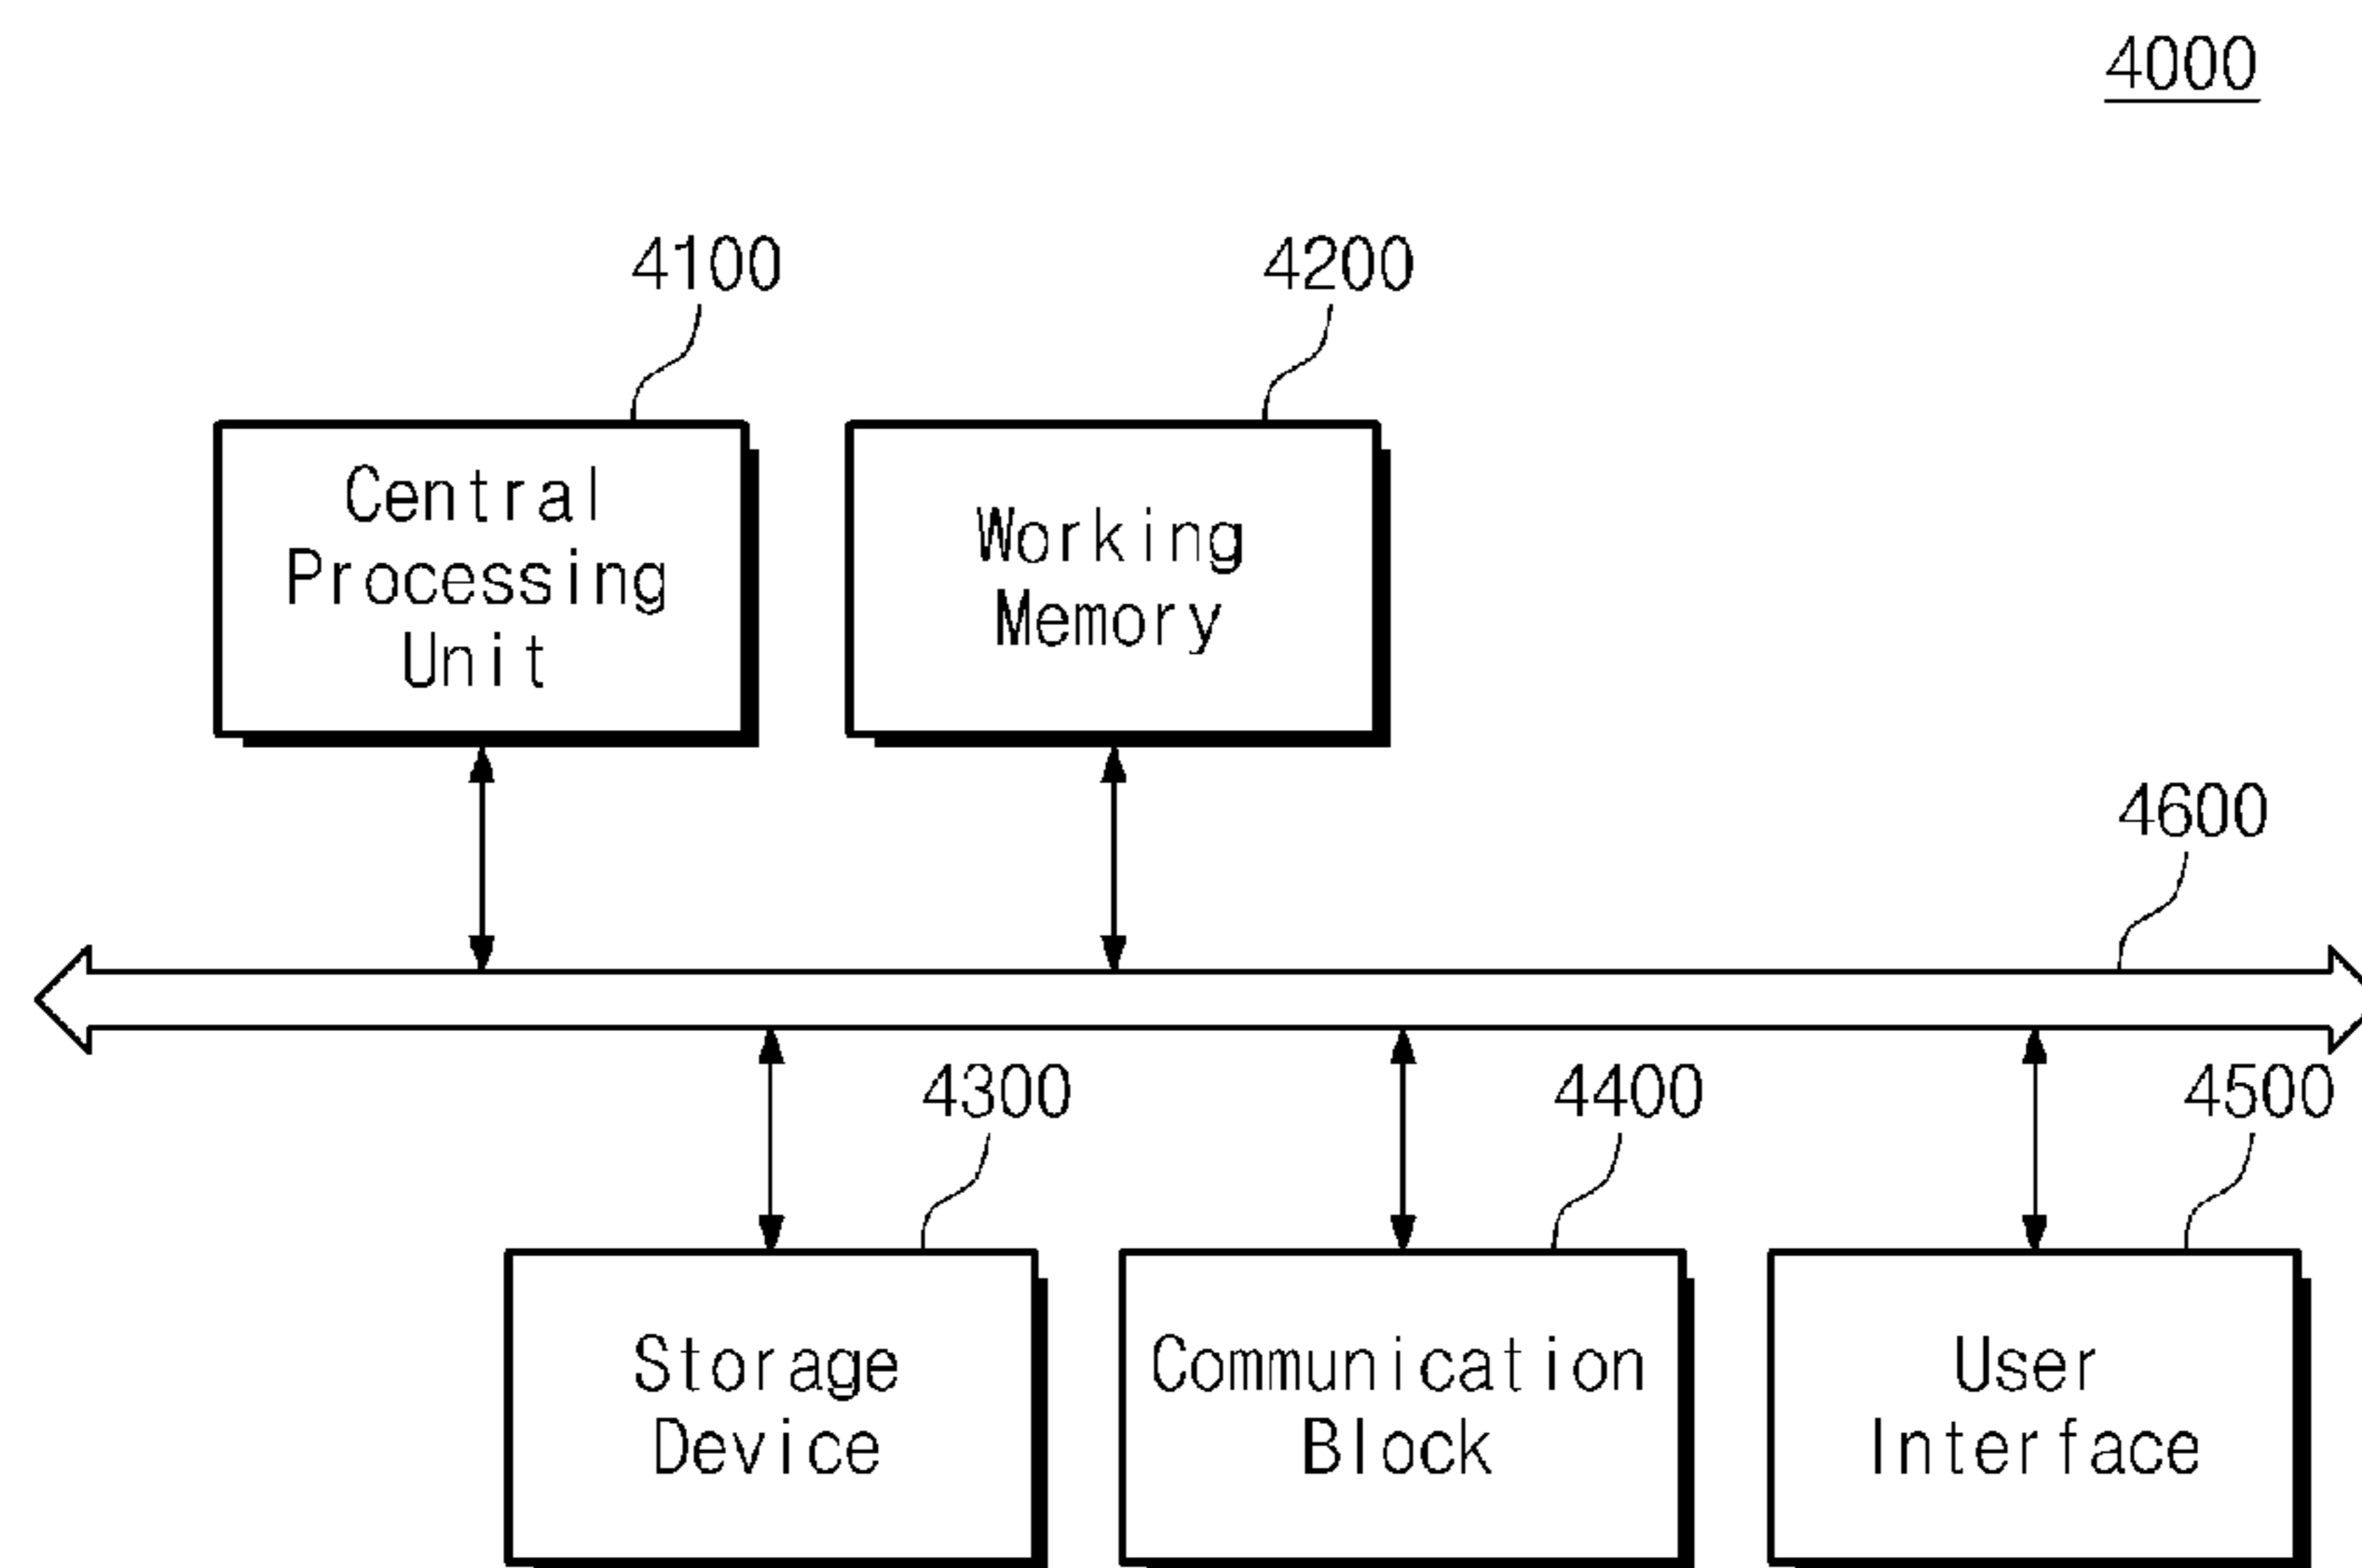 4000
4100
4200
Central
Processing
Unit
Working
Memory
4600
4300
4400
4500
Storage
Device
Communication
Block
User
Interface